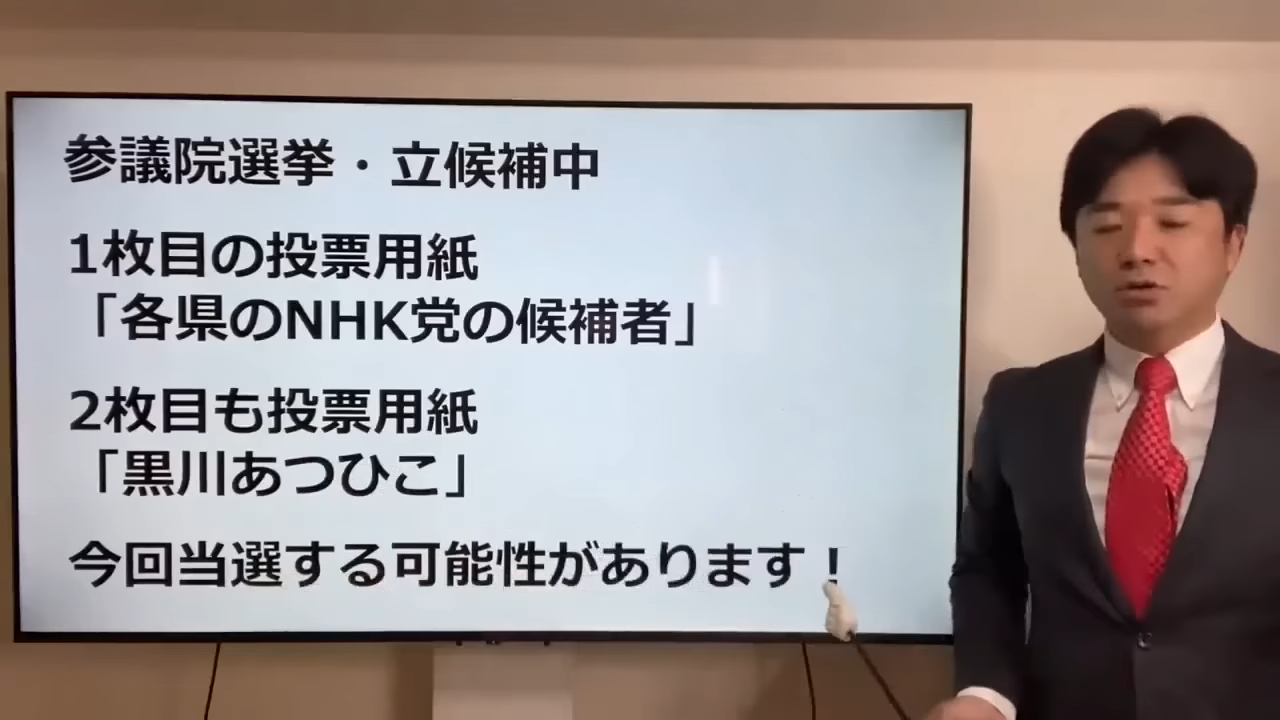 参議院選挙・立候補中
1枚目の投票用紙
「各県のNHK党の候補者」
2枚目も投票用紙
「黒川あつひこ」
今回当選する可能性があります！